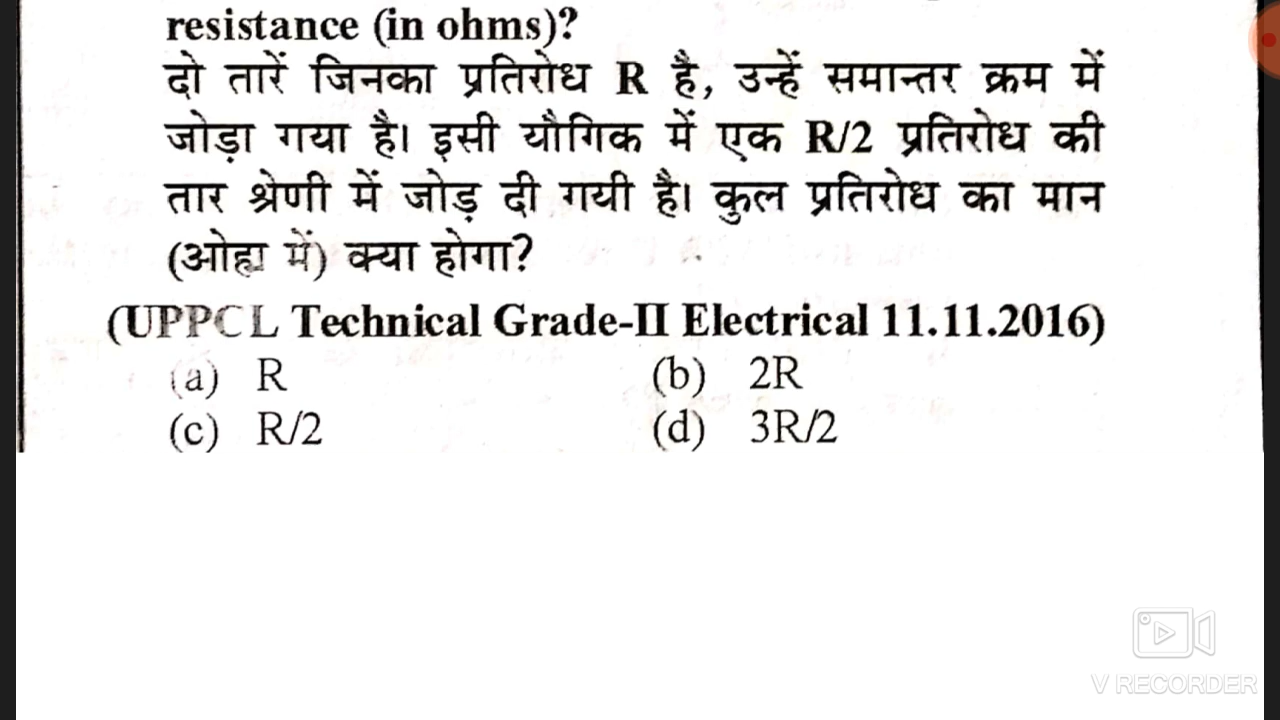 resistance (in ohms)?
दो तारें जिनका प्रतिरोध R है, उन्हें समान्तर क्रम में
जोड़ा गया है। इसी यौगिक में एक R/2 प्रतिरोध की
तार श्रेणी में जोड़ दी गयी है। कुल प्रतिरोध का मान
(ओह्म में) क्या होगा?
(UPPCL Technical Grade-II Electrical 11.11.2016)
(a) R (b) 2R
(c) R/2 (d) 3R/2
V RECORDER